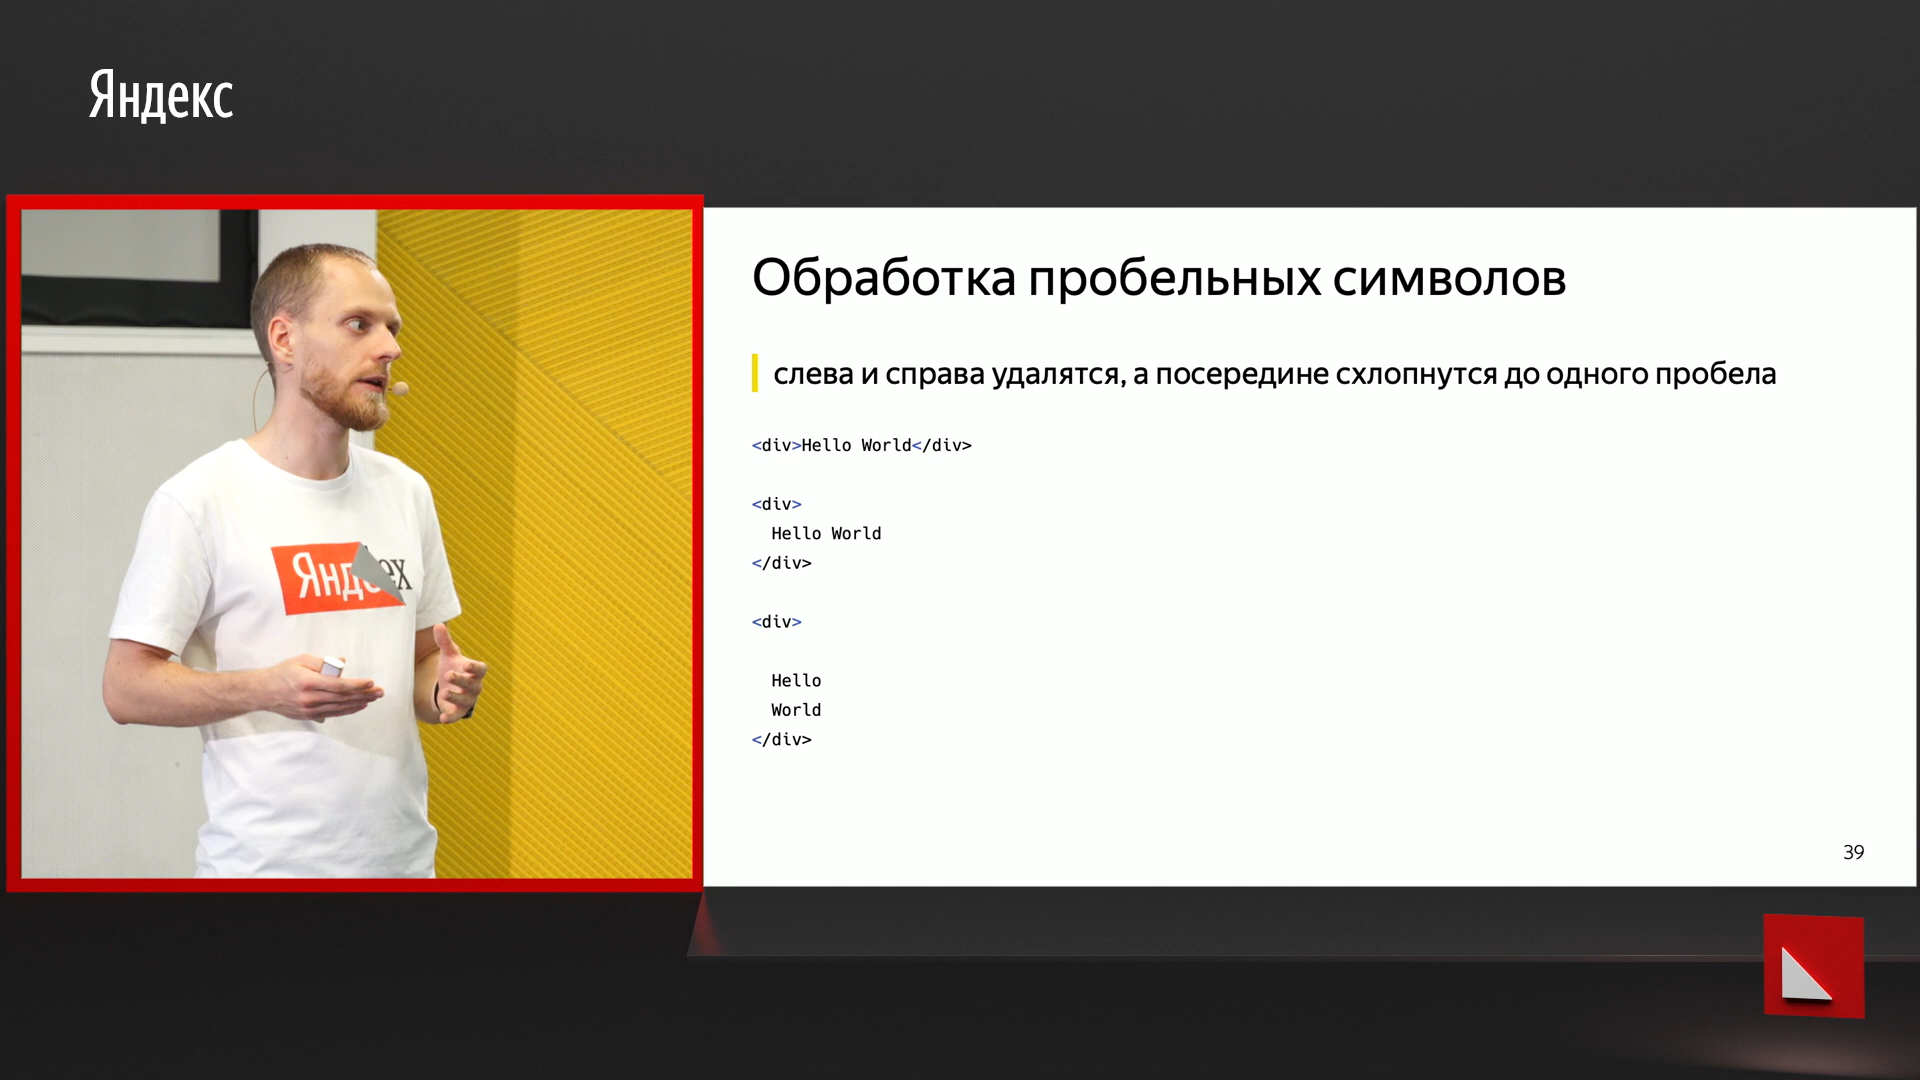 Яндекс
Яндех
Обработка пробельных символов
слева и справа удалятся, а посередине схлопнутся до одного пробела
<div>Hello World</div>
<div>
Hello World
</div>
<div>
Hello
World
</div>
39